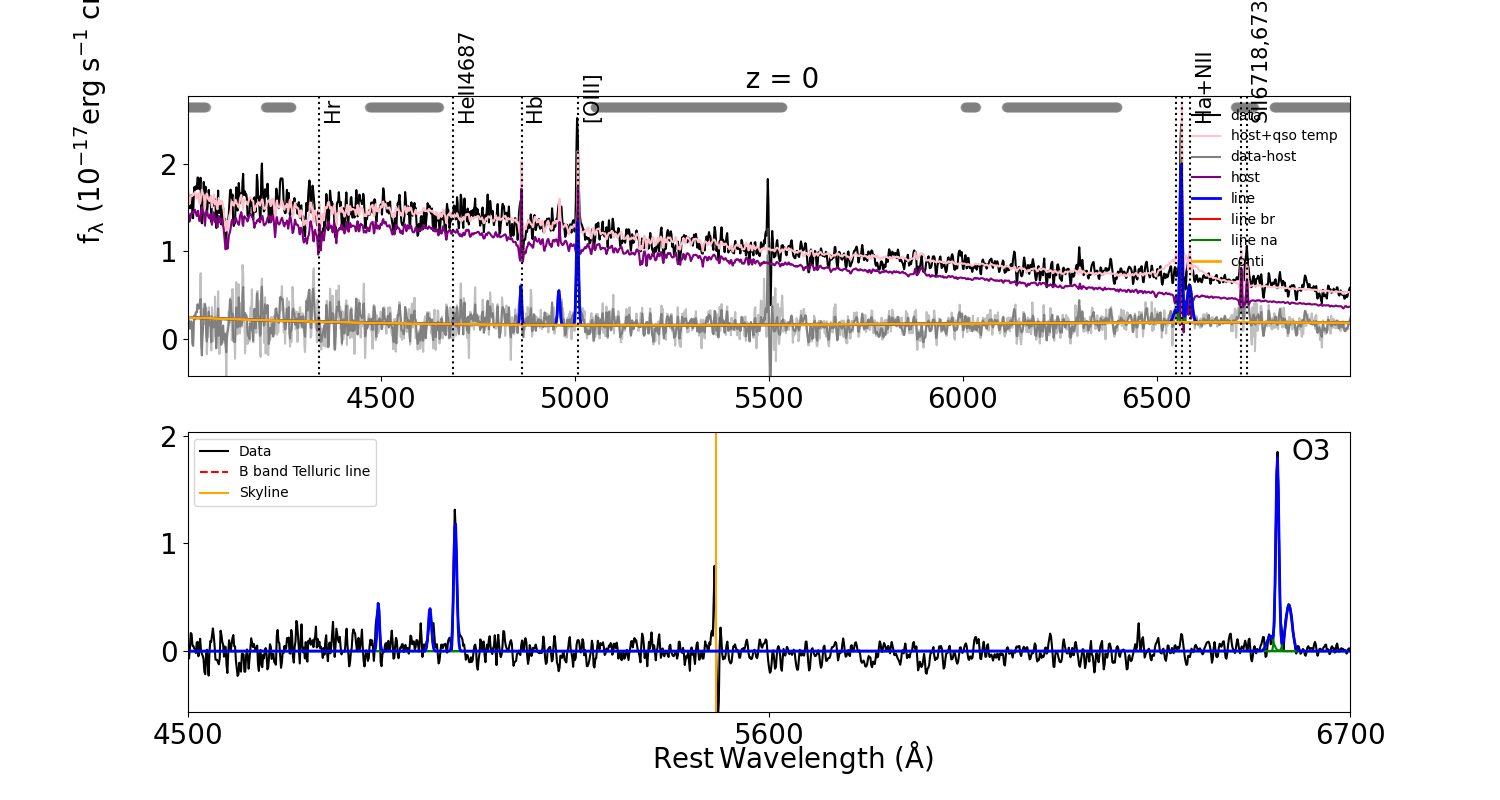 z = 0
f_λ (10^−17 erg s^−1 c
Hr
HeII4687
Hb
[OIII]
Ha+NII
SII6718,673
data
host+qso temp
data-host
host
line
line br
line na
conti
2
1
0
4500 5000 5500 6000 6500
Data
B band Telluric line
Skyline
O3
2
1
0
4500 5600 6700
Rest Wavelength (Å)